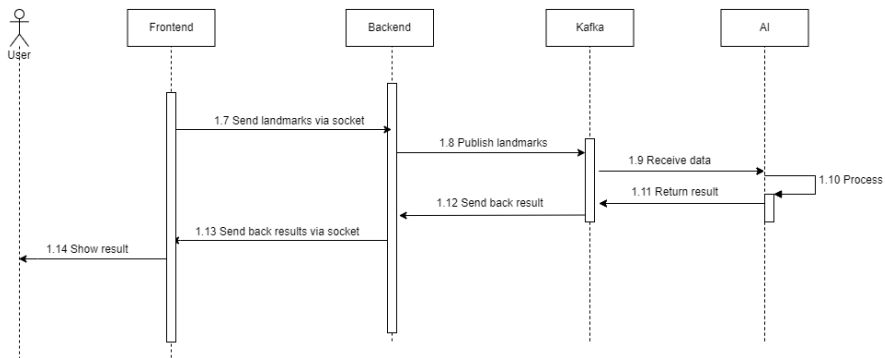 Frontend
Backend
Kafka
AI
User
1.7 Send landmarks via socket
1.8 Publish landmarks
1.9 Receive data
1.10 Process
1.11 Return result
1.12 Send back result
1.13 Send back results via socket
1.14 Show result